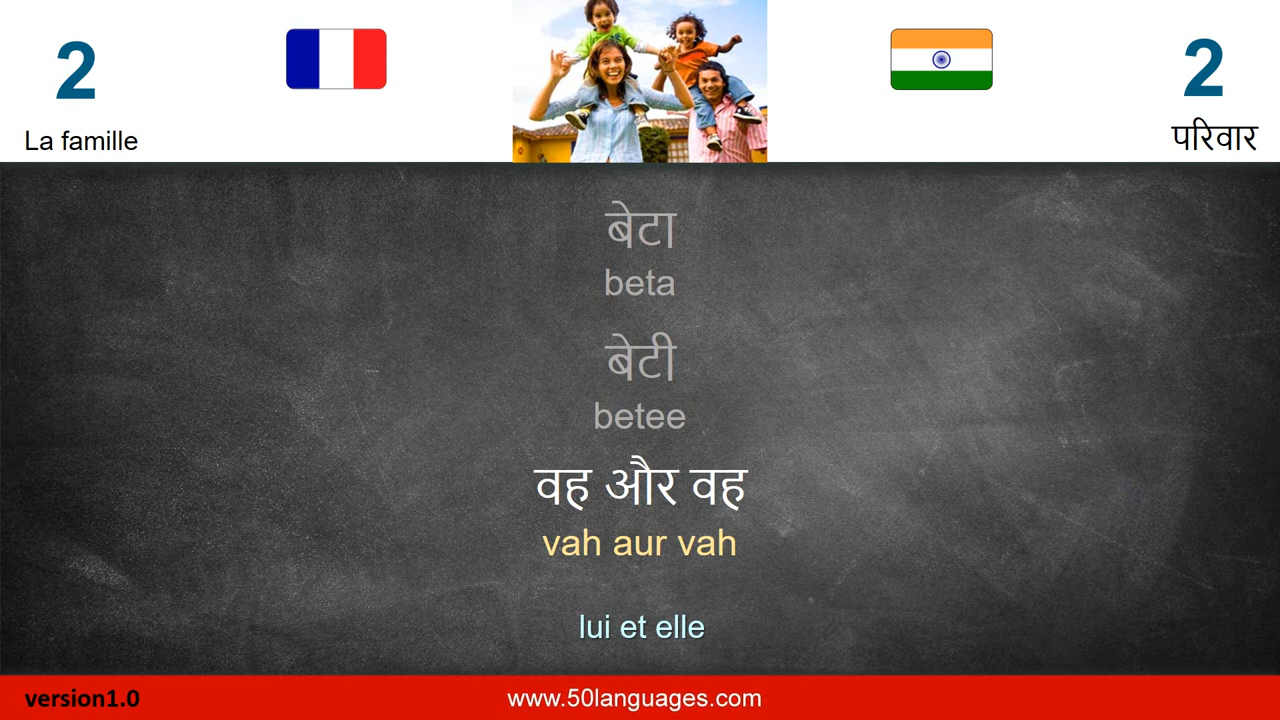 2
2
La famille
परिवार
बेटा
beta
बेटी
betee
वह और वह
vah aur vah
lui et elle
version1.0
www.50languages.com